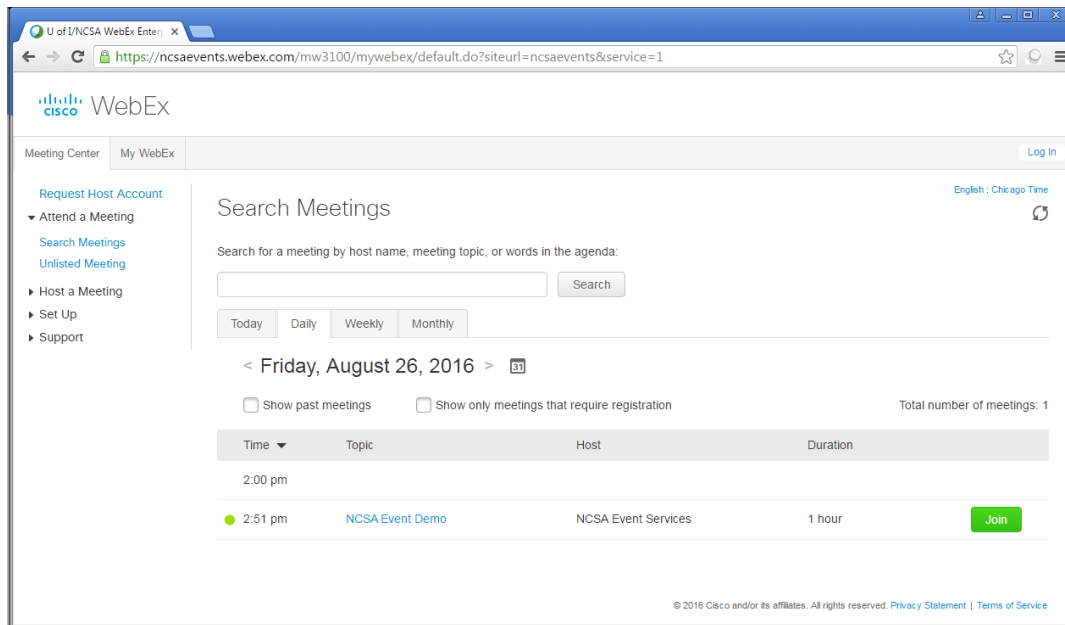 U of I/NCSA WebEx Enter
https://ncsaevents.webex.com/mw3100/mywebex/default.do?siteurl=ncsaevents&service=1
CISCO WebEx
Meeting Center My WebEx Log In
English : Chicago Time
Request Host Account
Attend a Meeting
Search Meetings
Unlisted Meeting
Host a Meeting
Set Up
Support
Search Meetings
Search for a meeting by host name, meeting topic, or words in the agenda:
Search
Today Daily Weekly Monthly
< Friday, August 26, 2016 > 31
Show past meetings Show only meetings that require registration Total number of meetings: 1
Time Topic Host Duration
2:00 pm
2:51 pm NCSA Event Demo NCSA Event Services 1 hour Join
© 2016 Cisco and/or its affiliates. All rights reserved. Privacy Statement | Terms of Service